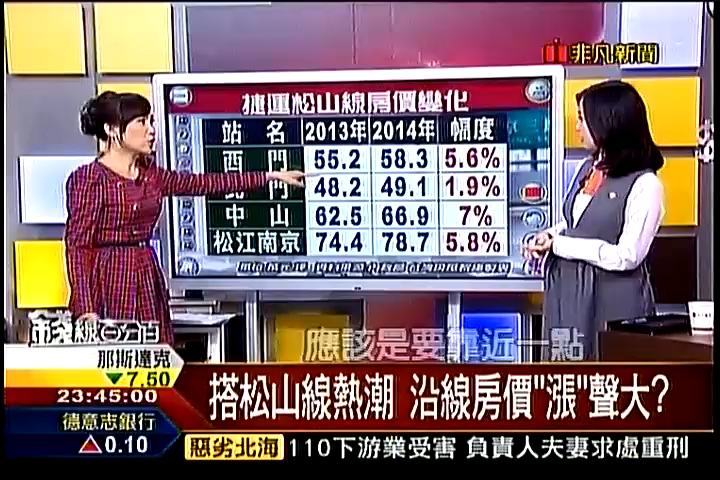 非凡新聞
捷運松山線房價變化
站名 2013年 2014年 幅度
西門 55.2 58.3 5.6%
門 48.2 49.1 1.9%
中山 62.5 66.9 7%
松江南京 74.4 78.7 5.8%
應該是要靠近一點
那斯達克
▼7.50
23:45:00
搭松山線熱潮 沿線房價"漲"聲大?
德意志銀行
▲0.10
惡劣北海 110下游業受害 負責人夫妻求處重刑